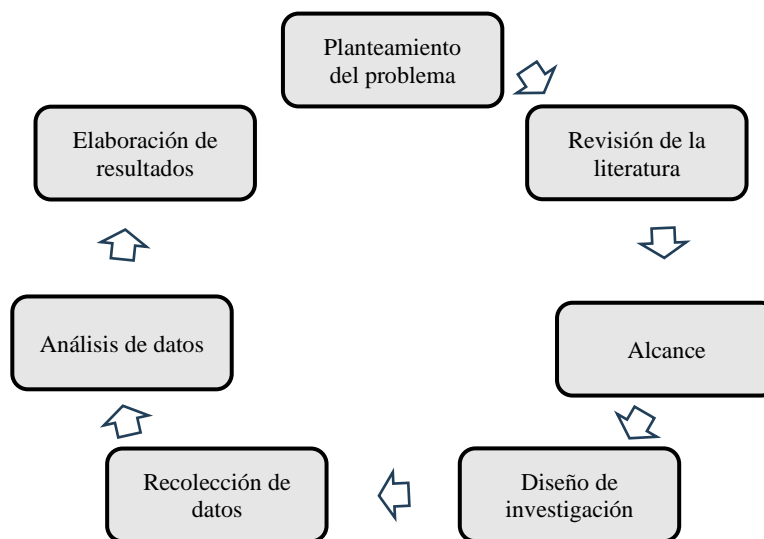 Planteamiento
del problema
Revisión de la
literatura
Alcance
Diseño de
investigación
Recolección de
datos
Análisis de datos
Elaboración de
resultados